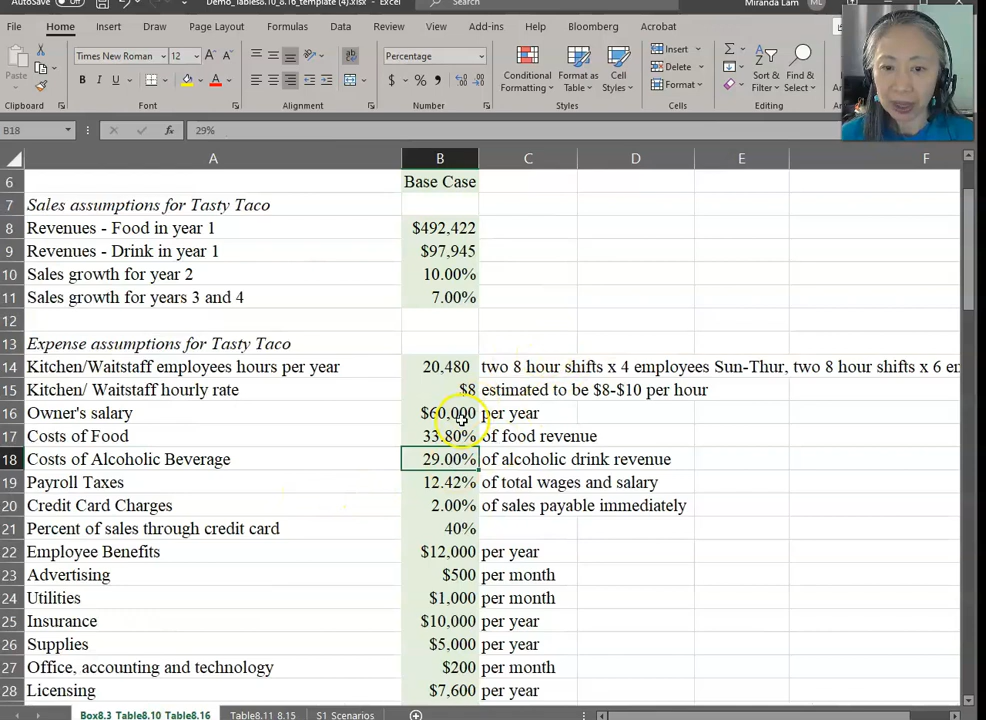 AutoSave Off Demo_Tables8.10_8.16_template (4).xlsx - Excel Search Miranda Lam ML
File Home Insert Draw Page Layout Formulas Data Review View Add-ins Help Bloomberg Acrobat
Paste Times New Roman 12 Percentage Conditional Formatting Format as Table Cell Styles Insert Delete Format Sort & Filter Find & Select
Clipboard Font Alignment Number Styles Cells Editing
B18 fx 29%
A B C D E F
6 Base Case
7 Sales assumptions for Tasty Taco
8 Revenues - Food in year 1 $492,422
9 Revenues - Drink in year 1 $97,945
10 Sales growth for year 2 10.00%
11 Sales growth for years 3 and 4 7.00%
12
13 Expense assumptions for Tasty Taco
14 Kitchen/Waitstaff employees hours per year 20,480 two 8 hour shifts x 4 employees Sun-Thur, two 8 hour shifts x 6 em
15 Kitchen/ Waitstaff hourly rate $8 estimated to be $8-$10 per hour
16 Owner's salary $60,000 per year
17 Costs of Food 33.80% of food revenue
18 Costs of Alcoholic Beverage 29.00% of alcoholic drink revenue
19 Payroll Taxes 12.42% of total wages and salary
20 Credit Card Charges 2.00% of sales payable immediately
21 Percent of sales through credit card 40%
22 Employee Benefits $12,000 per year
23 Advertising $500 per month
24 Utilities $1,000 per month
25 Insurance $10,000 per year
26 Supplies $5,000 per year
27 Office, accounting and technology $200 per month
28 Licensing $7,600 per year
Box8.3 Table8.10 Table8.16 Table8.11 8.15 S1 Scenarios